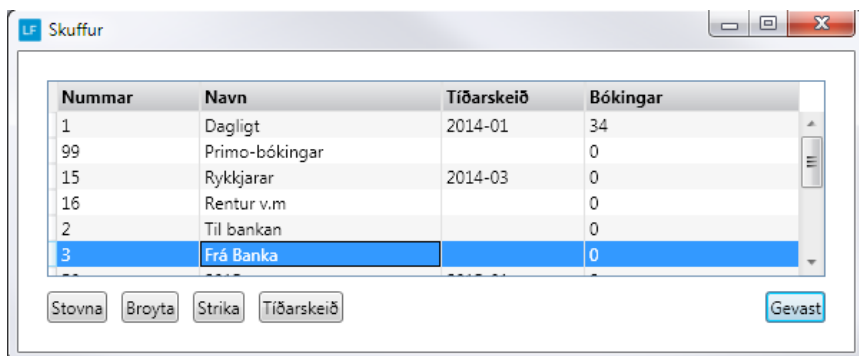 LF Skuffur
Nummar Navn Tíðarskeið Bókingar
1 Dagligt 2014-01 34
99 Primo-bókingar 0
15 Rykkjarar 2014-03 0
16 Rentur v.m 0
2 Til bankan 0
3 Frá Banka 0
Stovna Broyta Strika Tíðarskeið Gevast